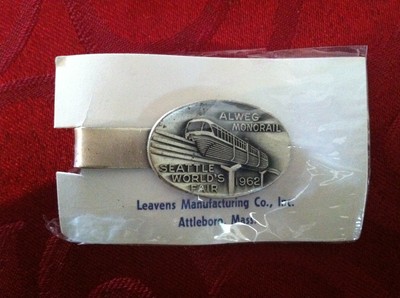 ALWEG
MONORAIL
SEATTLE
WORLD'S
FAIR 1962
Leavens Manufacturing Co., Inc.
Attleboro, Mass.